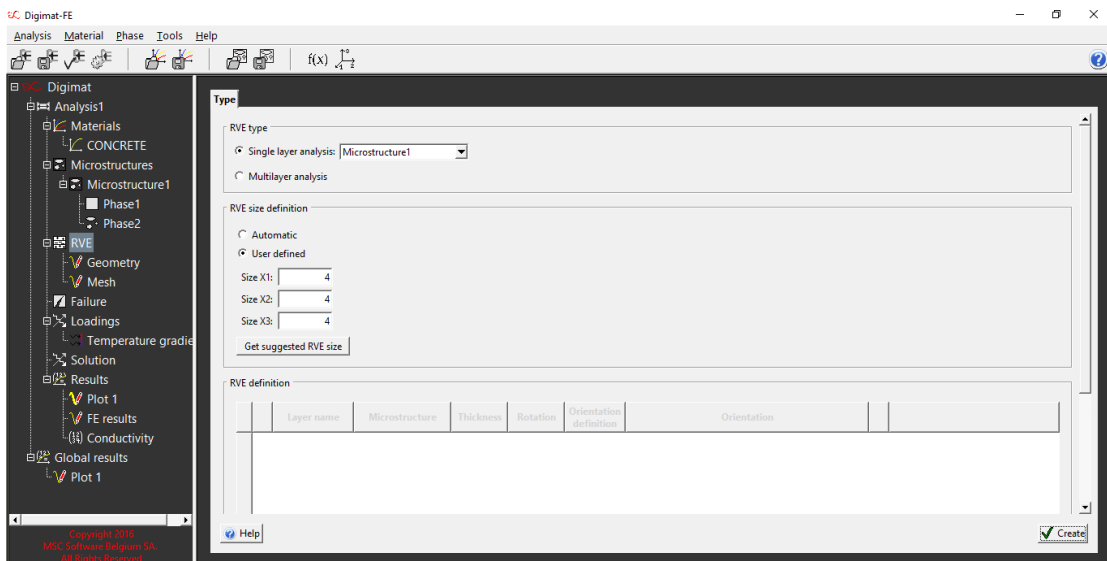 Digimat-FE
Analysis Material Phase Tools Help
f(x)
Digimat
Analysis1
Materials
CONCRETE
Microstructures
Microstructure1
Phase1
Phase2
RVE
Geometry
Mesh
Failure
Loadings
Temperature gradie
Solution
Results
Plot 1
FE results
Conductivity
Global results
Plot 1
Copyright 2016
MSC Software Belgium SA.
All Rights Reserved
Type
RVE type
Single layer analysis: Microstructure1
Multilayer analysis
RVE size definition
Automatic
User defined
Size X1: 4
Size X2: 4
Size X3: 4
Get suggested RVE size
RVE definition
Layer name Microstructure Thickness Rotation Orientation definition Orientation
Help
Create